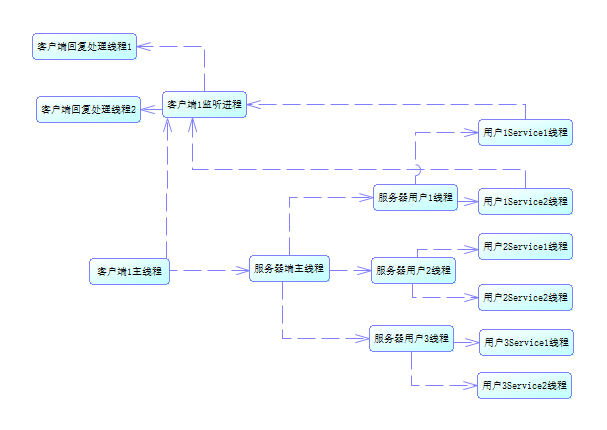 客户端回复处理线程1
客户端回复处理线程2
客户端1监听进程
用户1Service1线程
服务器用户1线程
用户1Service2线程
客户端1主线程
服务器端主线程
服务器用户2线程
用户2Service1线程
用户2Service2线程
服务器用户3线程
用户3Service1线程
用户3Service2线程